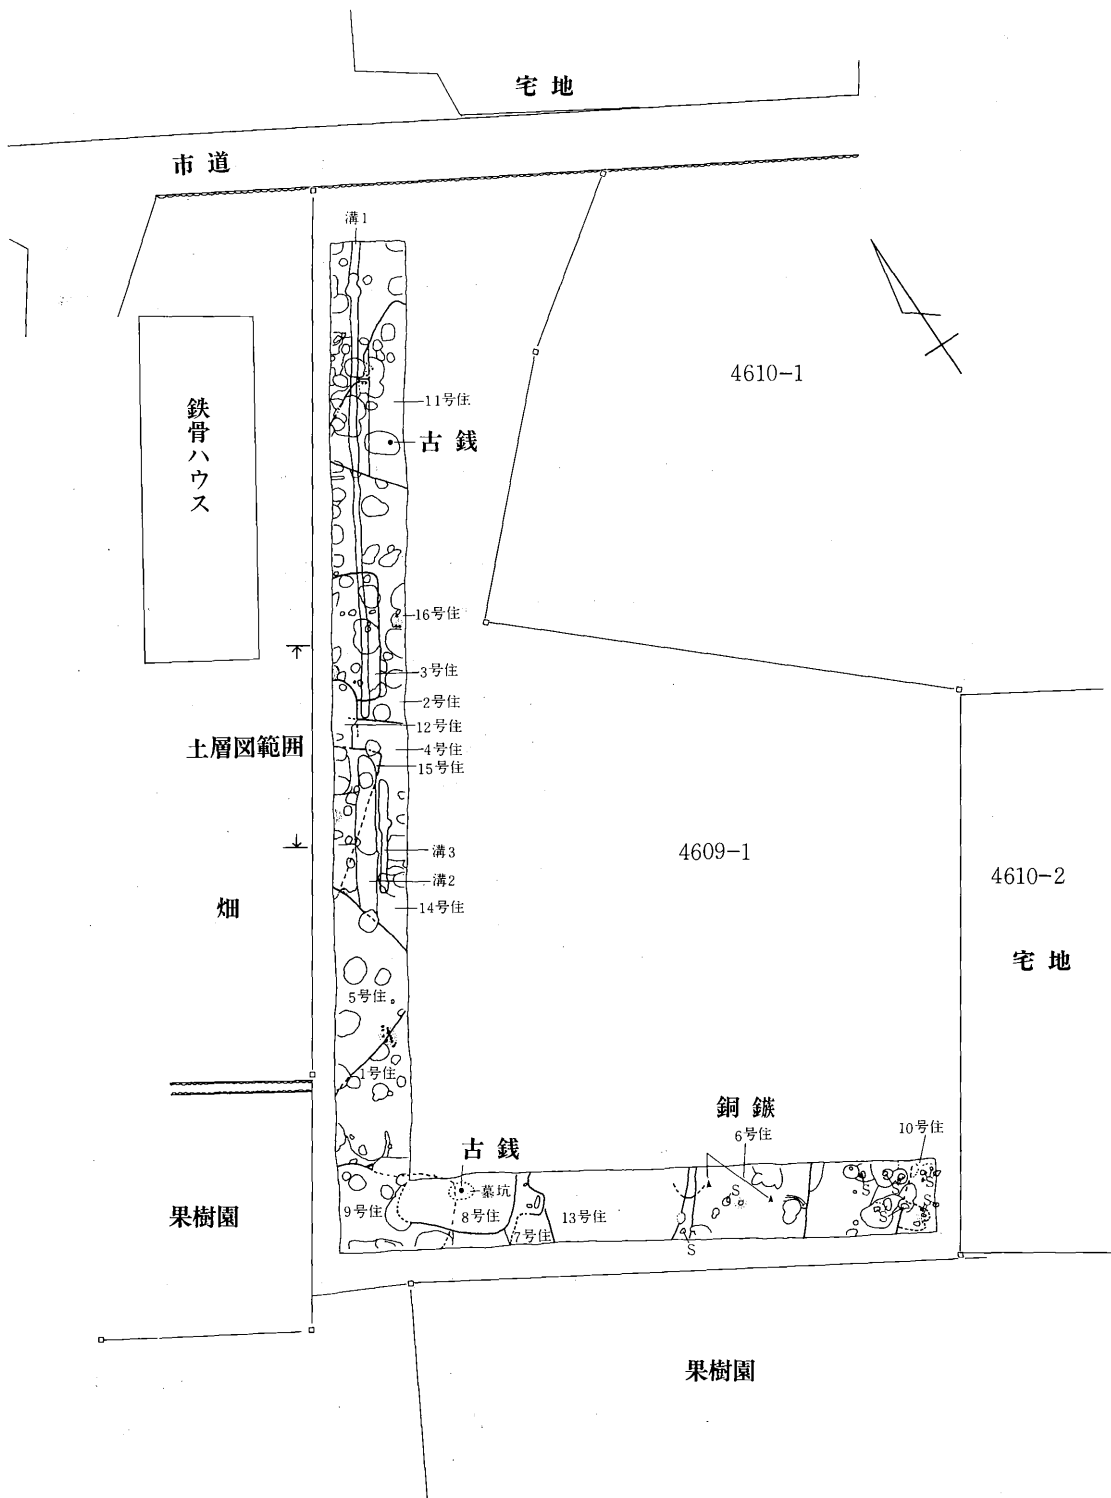 宅地
市道
溝1
4610-1
11号住
古銭
鉄骨ハウス
16号住
3号住
2号住
12号住
4号住
15号住
土層図範囲
溝3
溝2
14号住
4609-1
4610-2
畑
宅地
5号住
1号住
銅鏃
6号住
10号住
古銭
墓坑
9号住
8号住
7号住
13号住
S
S
S
S
S
S
S
果樹園
果樹園